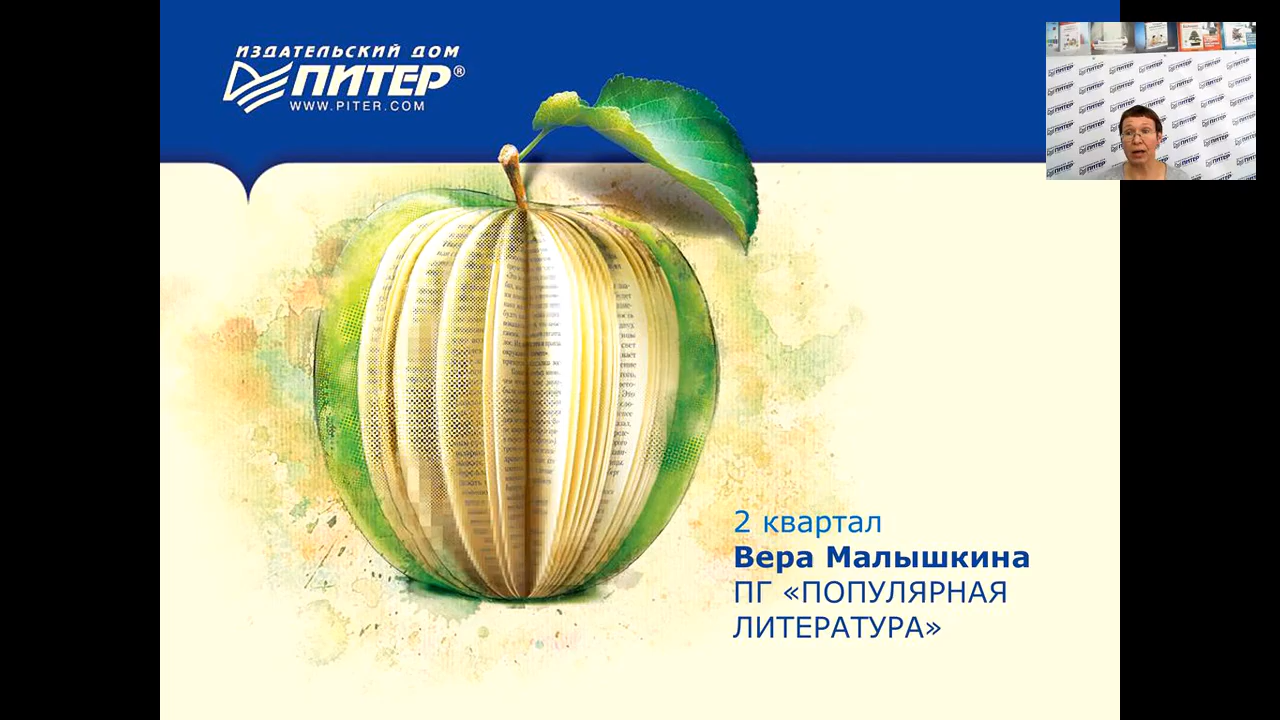 ИЗДАТЕЛЬСКИЙ ДОМ
ПИТЕР®
WWW.PITER.COM
2 квартал
Вера Малышкина
ПГ «ПОПУЛЯРНАЯ
ЛИТЕРАТУРА»